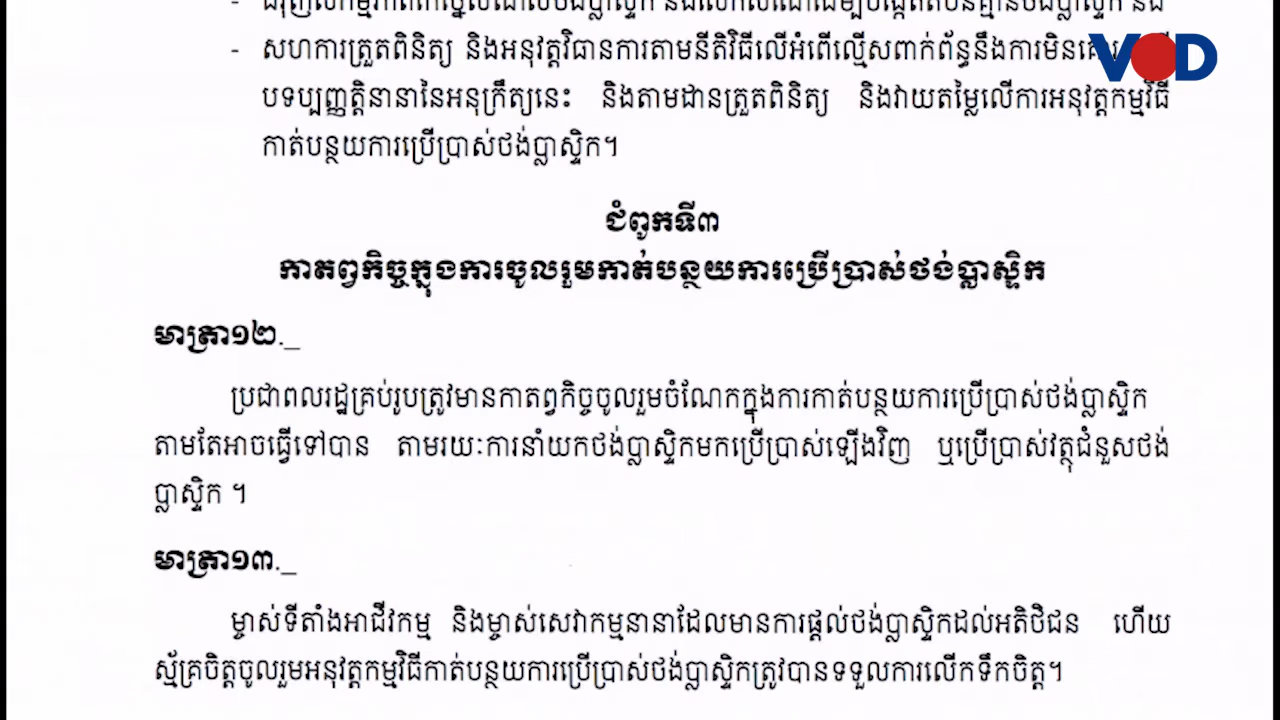 - សហការត្រួតពិនិត្យ និងអនុវត្តវិធានការតាមនីតិវិធីលើអំពើល្មើសពាក់ព័ន្ធនឹងការមិន
VOD
បទប្បញ្ញត្តិនានានៃអនុក្រឹត្យនេះ និងតាមដានត្រួតពិនិត្យ និងវាយតម្លៃលើការអនុវត្តកម្មវិធី
កាត់បន្ថយការប្រើប្រាស់ថង់ប្លាស្ទិក។
ជំពូកទី៣
កាតព្វកិច្ចក្នុងការចូលរួមកាត់បន្ថយការប្រើប្រាស់ថង់ប្លាស្ទិក
មាត្រា១២._
ប្រជាពលរដ្ឋគ្រប់រូបត្រូវមានកាតព្វកិច្ចចូលរួមចំណែកក្នុងការកាត់បន្ថយការប្រើប្រាស់ថង់ប្លាស្ទិក
តាមតែអាចធ្វើទៅបាន តាមរយៈការនាំយកថង់ប្លាស្ទិកមកប្រើប្រាស់ឡើងវិញ ឬប្រើប្រាស់វត្ថុជំនួសថង់
ប្លាស្ទិក ។
មាត្រា១៣._
ម្ចាស់ទីតាំងអាជីវកម្ម និងម្ចាស់សេវាកម្មនានាដែលមានការផ្តល់ថង់ប្លាស្ទិកដល់អតិថិជន ហើយ
ស្ម័គ្រចិត្តចូលរួមអនុវត្តកម្មវិធីកាត់បន្ថយការប្រើប្រាស់ថង់ប្លាស្ទិកត្រូវបានទទួលការលើកទឹកចិត្ត។